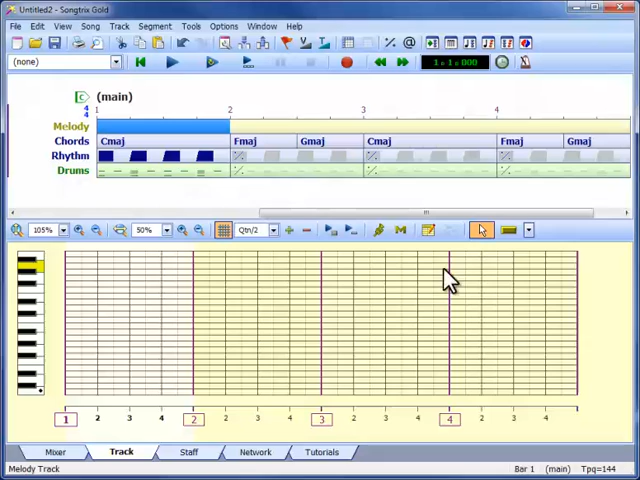 Untitled2 - Songtrix Gold
File Edit View Song Track Segment Tools Options Window Help
(none) 1 : 1 : 000
C (main)
4 4 1 2 3 4
Melody
Chords Cmaj Fmaj Gmaj Cmaj Fmaj Gmaj
Rhythm
Drums
105% 50% Qtn/2 M
1 2 3 4 2 2 3 4 3 2 3 4 4 2 3 4
Mixer Track Staff Network Tutorials
Melody Track Bar 1 (main) Tpq=144